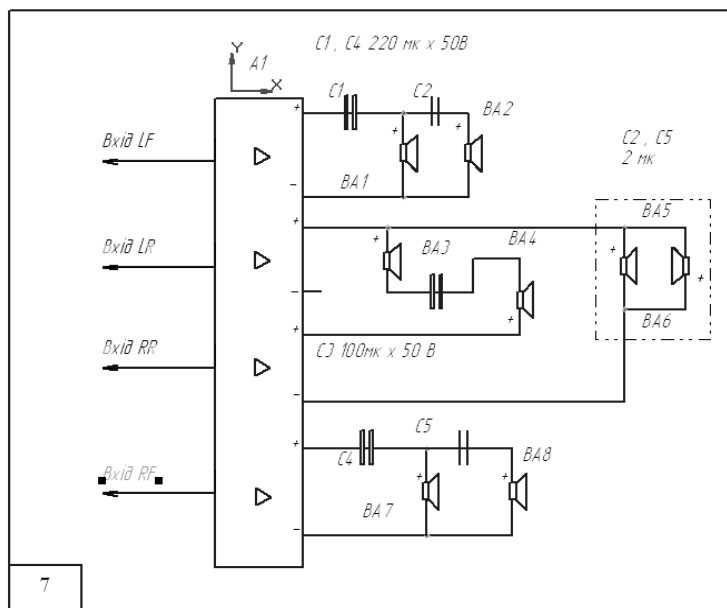 C1, C4 220 мк x 50В
Y
A1
X
C1
C2
BA2
C2, C5
2 мк
Вхід LF
+
+
+
BA1
−
BA5
+
Вхід LR
+
BA3
BA4
+
+
−
+
+
BA6
Вхід RR
C3 100мк x 50 В
−
+
C4
C5
BA8
Вхід RF
+
+
BA7
−
7